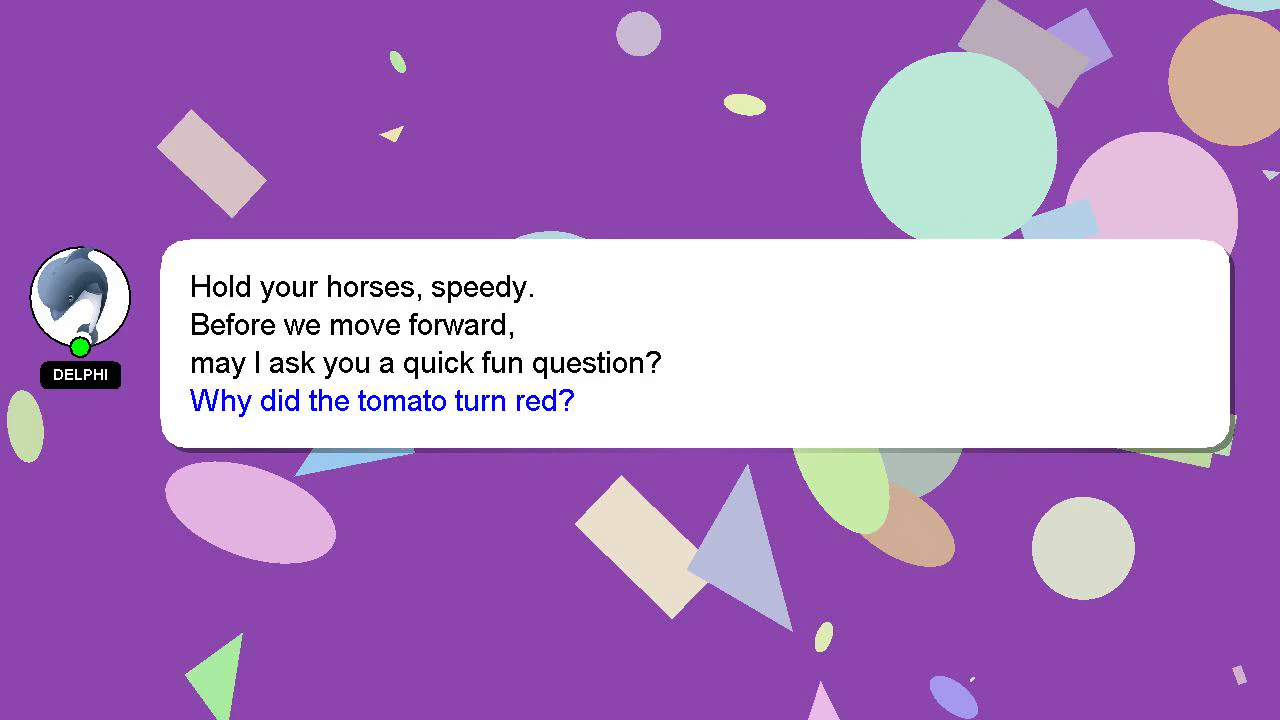 Hold your horses, speedy.
Before we move forward,
may I ask you a quick fun question?
Why did the tomato turn red?
DELPHI